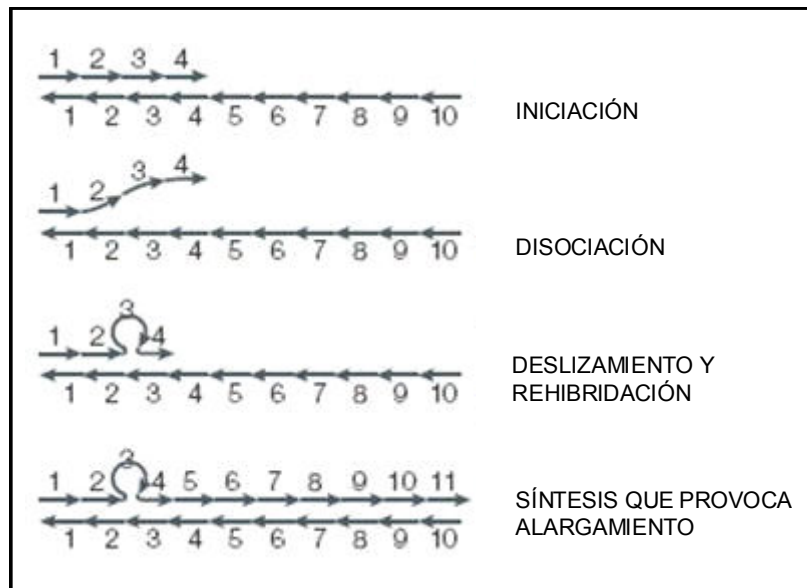 1 2 3 4
1 2 3 4 5 6 7 8 9 10
INICIACIÓN
1 2 3 4
1 2 3 4 5 6 7 8 9 10
DISOCIACIÓN
1 2 3 4
1 2 3 4 5 6 7 8 9 10
DESLIZAMIENTO Y
REHIBRIDACIÓN
1 2 3 4 5 6 7 8 9 10 11
1 2 3 4 5 6 7 8 9 10
SÍNTESIS QUE PROVOCA
ALARGAMIENTO